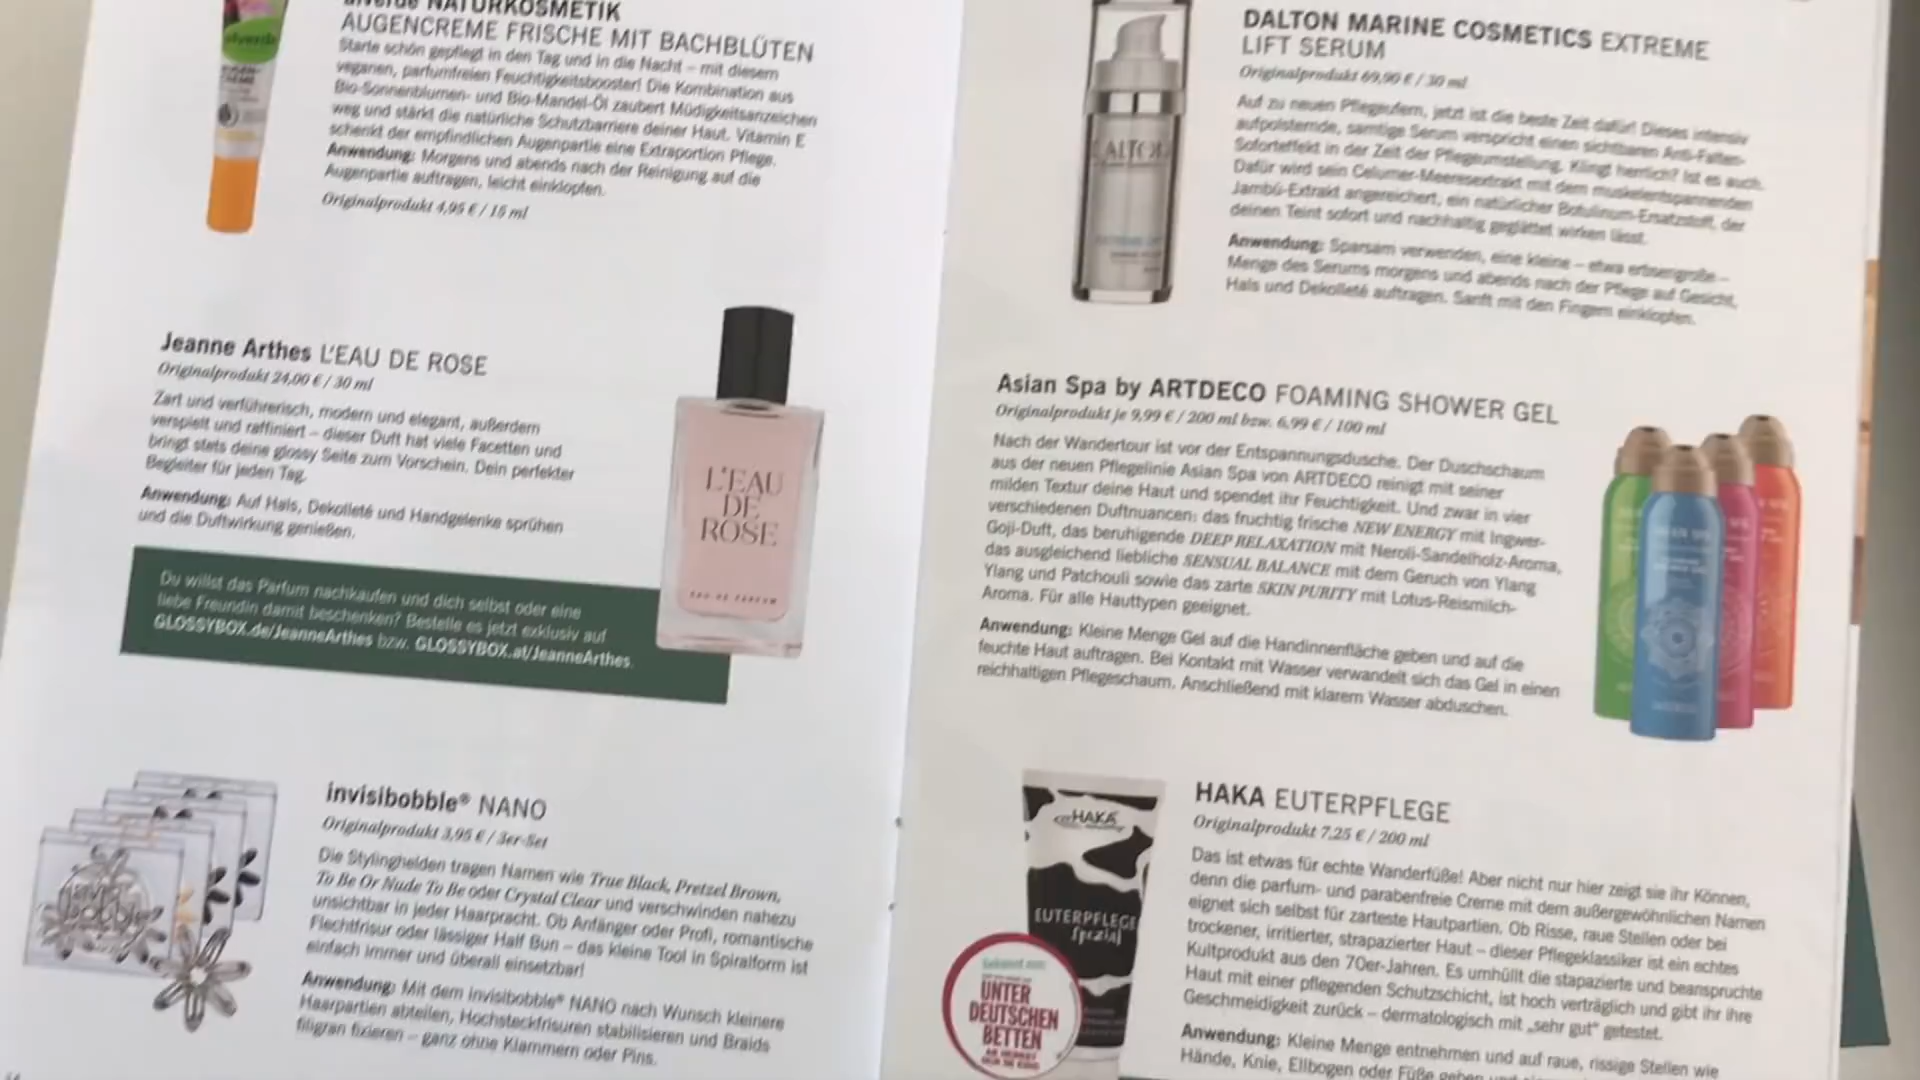 alverde NATURKOSMETIK
AUGENCREME FRISCHE MIT BACHBLÜTEN
Starte schön gepflegt in den Tag und in die Nacht – mit diesem
veganen, parfumfreien Feuchtigkeitsbooster! Die Kombination aus
Bio-Sonnenblumen- und Bio-Mandel-Öl zaubert Müdigkeitsanzeichen
weg und stärkt die natürliche Schutzbarriere deiner Haut. Vitamin E
schenkt der empfindlichen Augenpartie eine Extraportion Pflege.
Anwendung: Morgens und abends nach der Reinigung auf die
Augenpartie auftragen, leicht einklopfen.
Originalprodukt 4,95 € / 15 ml
Jeanne Arthes L'EAU DE ROSE
Originalprodukt 24,00 € / 30 ml
Zart und verführerisch, modern und elegant, außerdem
verspielt und raffiniert – dieser Duft hat viele Facetten und
bringt stets deine glossy Seite zum Vorschein. Dein perfekter
Begleiter für jeden Tag.
Anwendung: Auf Hals, Dekolleté und Handgelenke sprühen
und die Duftwirkung genießen.
L'EAU
DE
ROSE
EAU DE PARFUM
Du willst das Parfum nachkaufen und dich selbst oder eine
liebe Freundin damit beschenken? Bestelle es jetzt exklusiv auf
GLOSSYBOX.de/JeanneArthes bzw. GLOSSYBOX.at/JeanneArthes.
invisibobble® NANO
Originalprodukt 3,95 € / 3er-Set
Die Stylinghelden tragen Namen wie True Black, Pretzel Brown,
To Be Or Nude To Be oder Crystal Clear und verschwinden nahezu
unsichtbar in jeder Haarpracht. Ob Anfänger oder Profi, romantische
Flechtfrisur oder lässiger Half Bun – das kleine Tool in Spiralform ist
einfach immer und überall einsetzbar!
Anwendung: Mit dem invisibobble® NANO nach Wunsch kleinere
Haarpartien abteilen, Hochsteckfrisuren stabilisieren und Braids
filigran fixieren – ganz ohne Klammern oder Pins.
DALTON MARINE COSMETICS EXTREME
LIFT SERUM
Originalprodukt 69,90 € / 30 ml
Auf zu neuen Pflegeufern, jetzt ist die beste Zeit dafür! Dieses intensiv
aufpolsternde, samtige Serum verspricht einen sichtbaren Anti-Falten-
Soforteffekt in der Zeit der Pflegeumstellung. Klingt herrlich? Ist es auch.
Dafür wird sein Celumer-Meeresextrakt mit dem muskelentspannenden
Jambú-Extrakt angereichert, ein natürlicher Botulinum-Ersatzstoff, der
deinen Teint sofort und nachhaltig geglättet wirken lässt.
Anwendung: Sparsam verwenden, eine kleine – etwa erbsengroße –
Menge des Serums morgens und abends nach der Pflege auf Gesicht,
Hals und Dekolleté auftragen. Sanft mit den Fingern einklopfen.
DALTON
Asian Spa by ARTDECO FOAMING SHOWER GEL
Originalprodukt je 9,99 € / 200 ml bzw. 6,99 € / 100 ml
Nach der Wandertour ist vor der Entspannungsdusche. Der Duschschaum
aus der neuen Pflegelinie Asian Spa von ARTDECO reinigt mit seiner
milden Textur deine Haut und spendet ihr Feuchtigkeit. Und zwar in vier
verschiedenen Duftnuancen: das fruchtig frische NEW ENERGY mit Ingwer-
Goji-Duft, das beruhigende DEEP RELAXATION mit Neroli-Sandelholz-Aroma,
das ausgleichend liebliche SENSUAL BALANCE mit dem Geruch von Ylang
Ylang und Patchouli sowie das zarte SKIN PURITY mit Lotus-Reismilch-
Aroma. Für alle Hauttypen geeignet.
Anwendung: Kleine Menge Gel auf die Handinnenfläche geben und auf die
feuchte Haut auftragen. Bei Kontakt mit Wasser verwandelt sich das Gel in einen
reichhaltigen Pflegeschaum. Anschließend mit klarem Wasser abduschen.
HAKA EUTERPFLEGE
Originalprodukt 7,25 € / 200 ml
Das ist etwas für echte Wanderfüße! Aber nicht nur hier zeigt sie ihr Können,
denn die parfum- und parabenfreie Creme mit dem außergewöhnlichen Namen
eignet sich selbst für zarteste Hautpartien. Ob Risse, raue Stellen oder bei
trockener, irritierter, strapazierter Haut – dieser Pflegeklassiker ist ein echtes
Kultprodukt aus den 70er-Jahren. Es umhüllt die stapazierte und beanspruchte
Haut mit einer pflegenden Schutzschicht, ist hoch verträglich und gibt ihr ihre
Geschmeidigkeit zurück – dermatologisch mit „sehr gut“ getestet.
Anwendung: Kleine Menge entnehmen und auf raue, rissige Stellen wie
Hände, Knie, Ellbogen oder Füße geben und
HAKA
EUTERPFLEGE
Spezial
UNTER
DEUTSCHEN
BETTEN